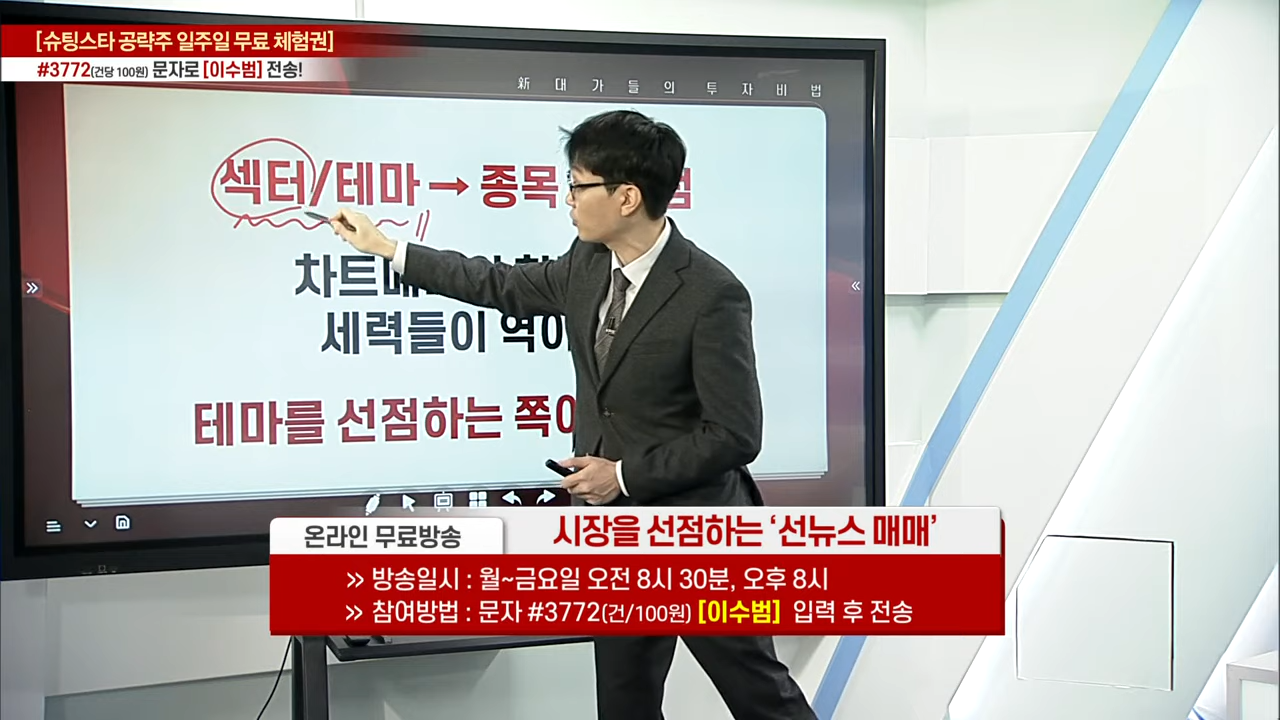 [슈팅스타 공략주 일주일 무료 체험권]
#3772(건당 100원) 문자로 [이수범] 전송!
新 대가들의 투자비법
섹터/테마 → 종목
차트매
세력들이 역이
테마를 선점하는 쪽이
온라인 무료방송
시장을 선점하는 ‘선뉴스 매매’
» 방송일시 : 월~금요일 오전 8시 30분, 오후 8시
» 참여방법 : 문자 #3772(건/100원) [이수범] 입력 후 전송